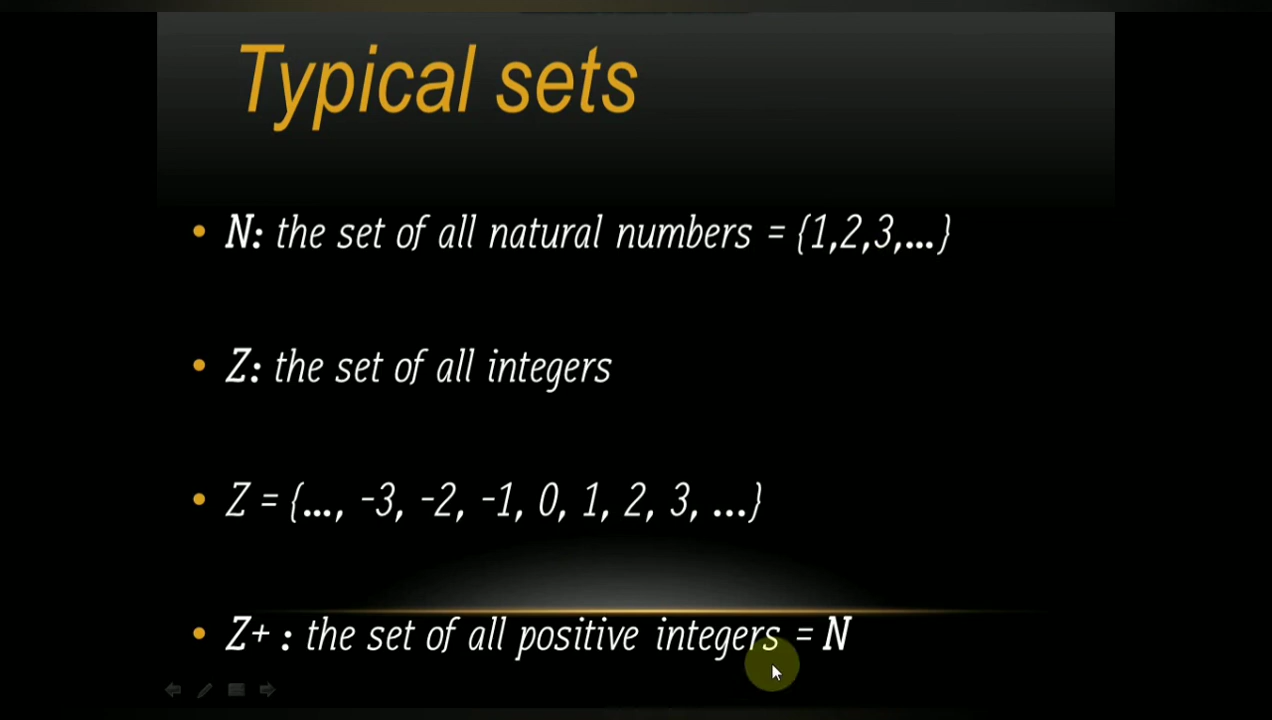 Typical sets
• N: the set of all natural numbers = {1,2,3,...}
• Z: the set of all integers
• Z = {..., -3, -2, -1, 0, 1, 2, 3, ...}
• Z+ : the set of all positive integers = N